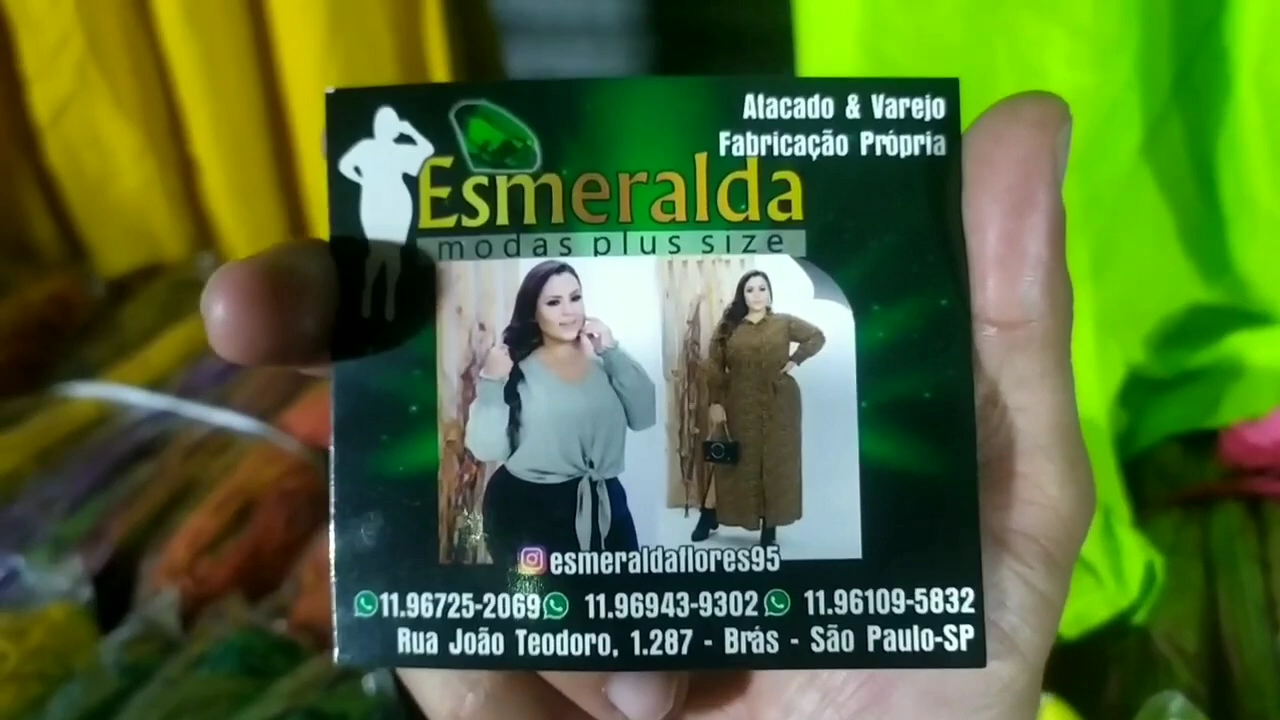 Atacado & Varejo
Fabricação Própria
Esmeralda
modas plus size
esmeraldaflores95
11.96725-2069 11.96943-9302 11.96109-5832
Rua João Teodoro, 1.287 - Brás - São Paulo-SP